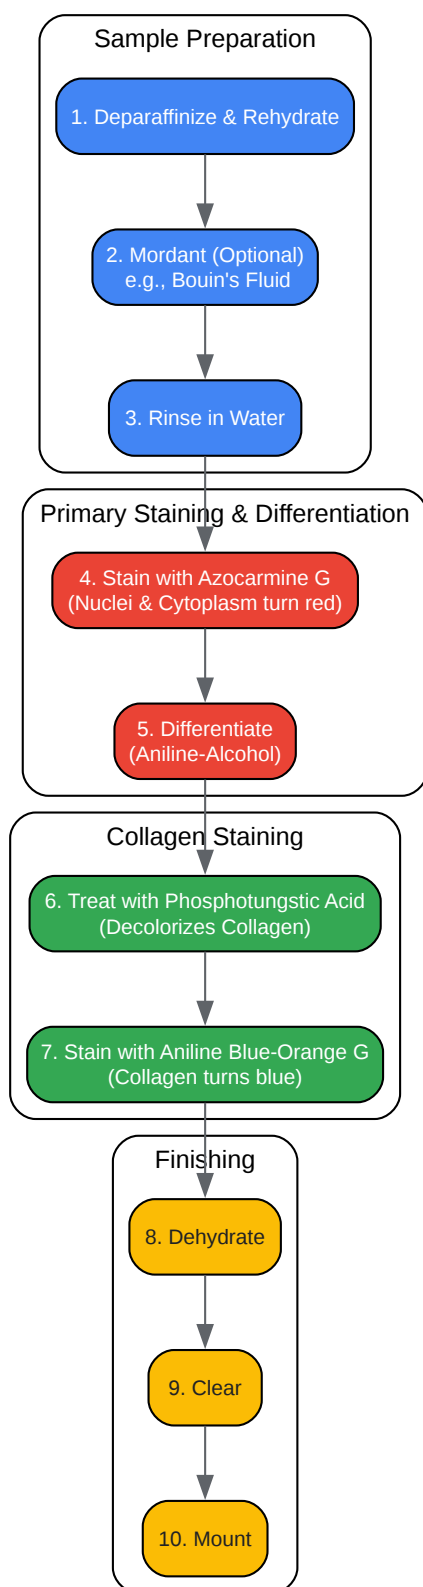 Sample Preparation
1. Deparaffinize & Rehydrate
2. Mordant (Optional)
e.g., Bouin's Fluid
3. Rinse in Water
Primary Staining & Differentiation
4. Stain with Azocarmine G
(Nuclei & Cytoplasm turn red)
5. Differentiate
(Aniline-Alcohol)
Collagen Staining
6. Treat with Phosphotungstic Acid
(Decolorizes Collagen)
7. Stain with Aniline Blue-Orange G
(Collagen turns blue)
Finishing
8. Dehydrate
9. Clear
10. Mount